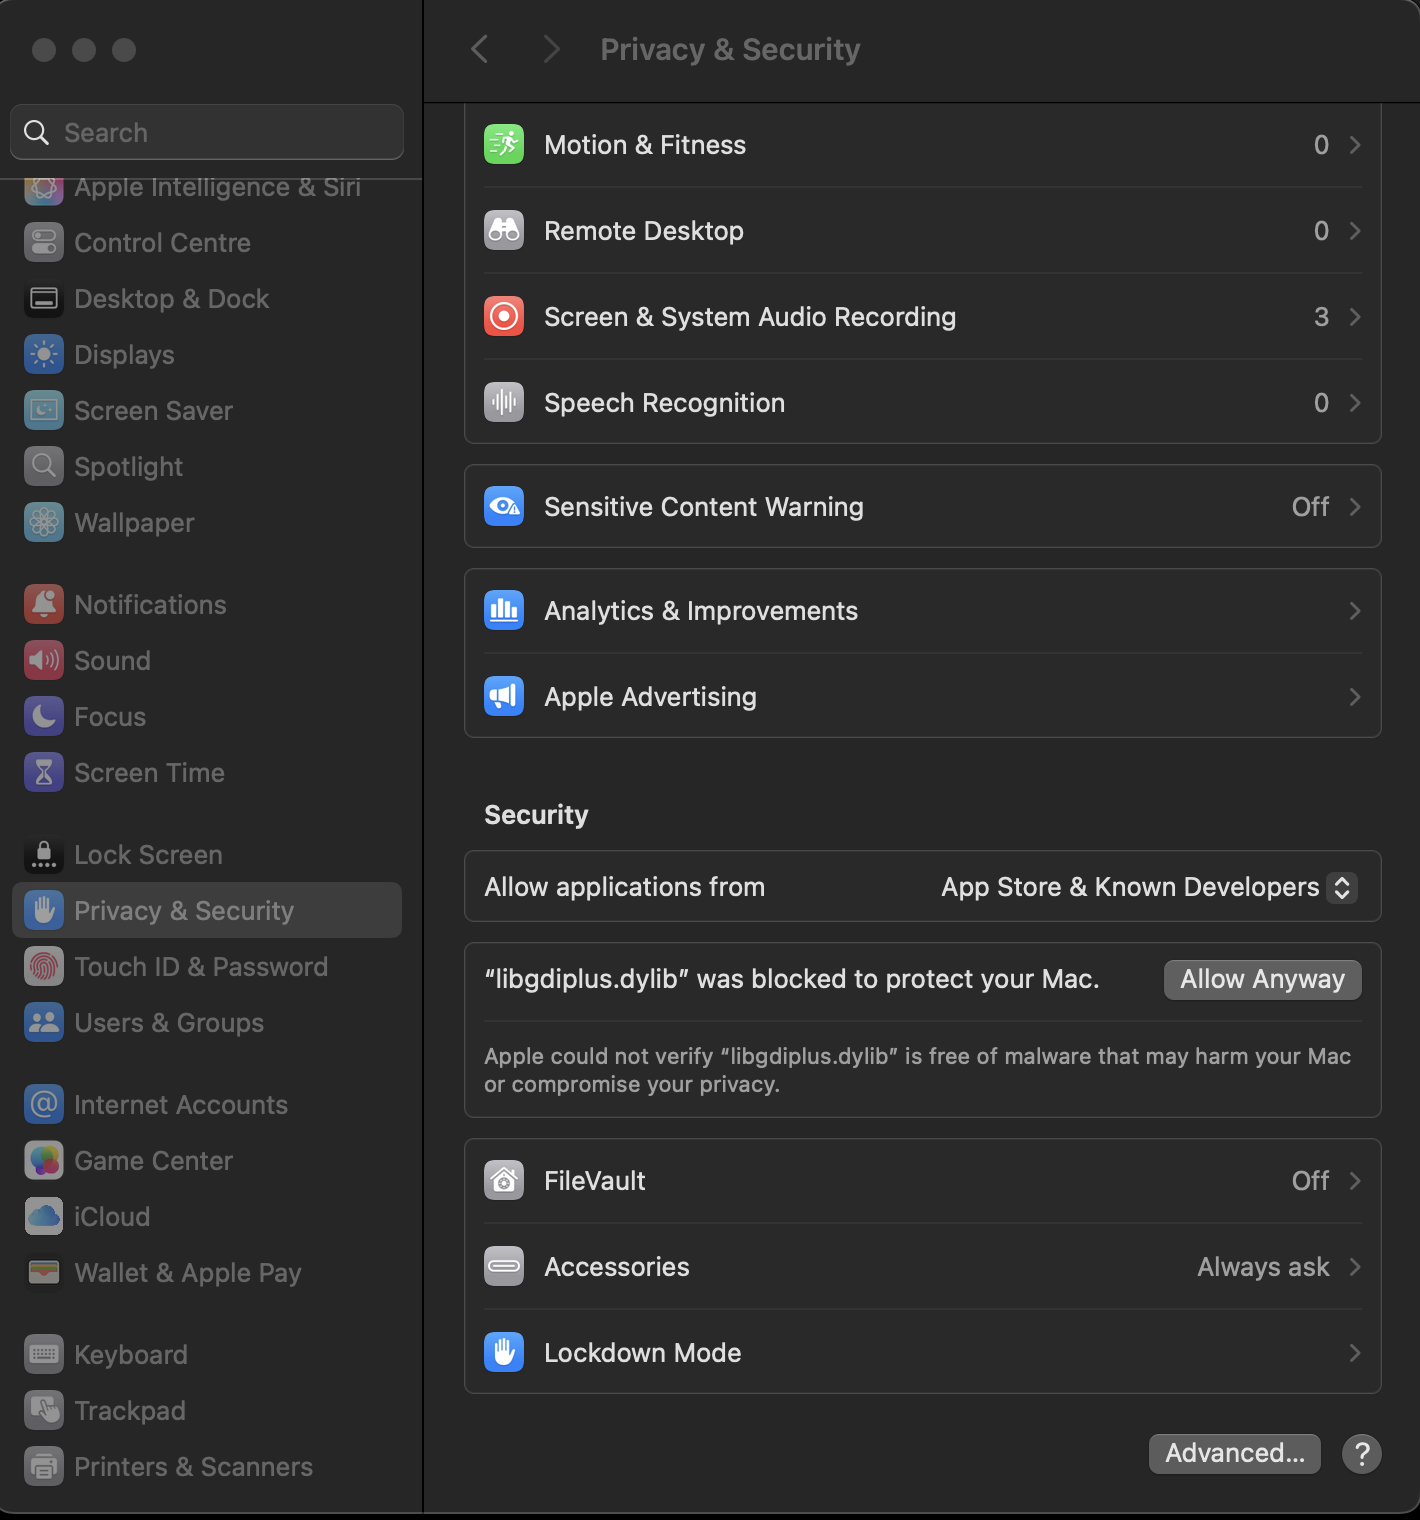 Search
Apple Intelligence & Siri
Control Centre
Desktop & Dock
Displays
Screen Saver
Spotlight
Wallpaper
Notifications
Sound
Focus
Screen Time
Lock Screen
Privacy & Security
Touch ID & Password
Users & Groups
Internet Accounts
Game Center
iCloud
Wallet & Apple Pay
Keyboard
Trackpad
Printers & Scanners
Privacy & Security
Motion & Fitness 0
Remote Desktop 0
Screen & System Audio Recording 3
Speech Recognition 0
Sensitive Content Warning Off
Analytics & Improvements
Apple Advertising
Security
Allow applications from App Store & Known Developers
“libgdiplus.dylib” was blocked to protect your Mac. Allow Anyway
Apple could not verify “libgdiplus.dylib” is free of malware that may harm your Mac
or compromise your privacy.
FileVault Off
Accessories Always ask
Lockdown Mode
Advanced... ?